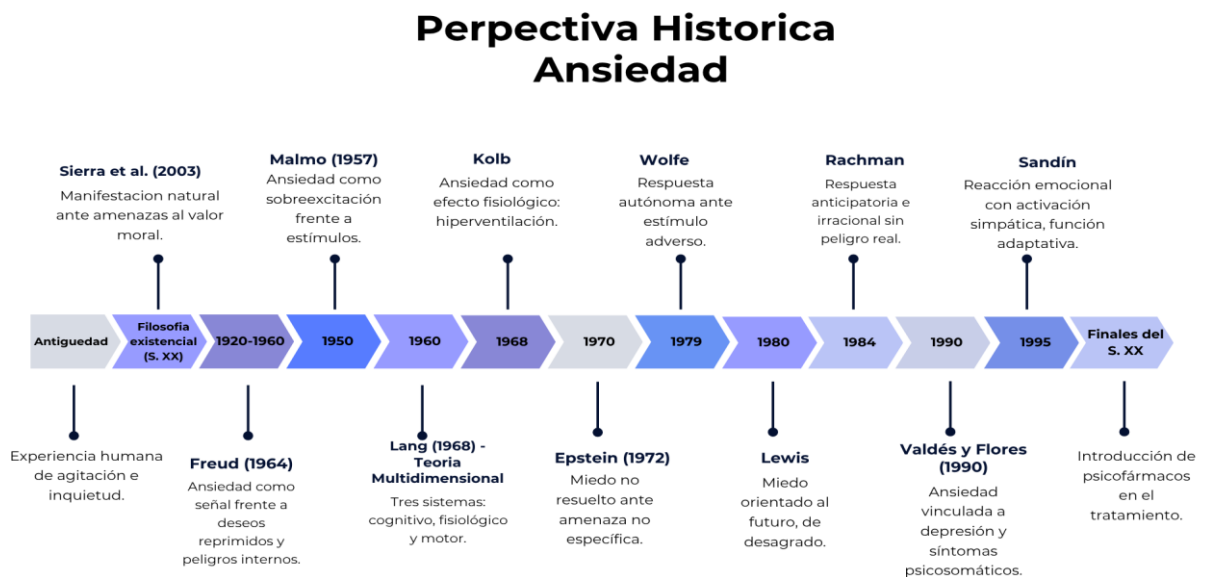 Perpectiva Historica
Ansiedad
Sierra et al. (2003)
Manifestacion natural
ante amenazas al valor
moral.
Malmo (1957)
Ansiedad como
sobreexcitación
frente a
estímulos.
Kolb
Ansiedad como
efecto fisiológico:
hiperventilación.
Wolfe
Respuesta
autónoma ante
estímulo
adverso.
Rachman
Respuesta
anticipatoria e
irracional sin
peligro real.
Sandín
Reacción emocional
con activación
simpática, función
adaptativa.
Antiguedad
Filosofia
existencial
(S. XX)
1920-1960
1950
1960
1968
1970
1979
1980
1984
1990
1995
Finales del
S. XX
Experiencia humana
de agitación e
inquietud.
Freud (1964)
Ansiedad como
señal frente a
deseos
reprimidos y
peligros internos.
Lang (1968) -
Teoria
Multidimensional
Tres sistemas:
cognitivo, fisiológico
y motor.
Epstein (1972)
Miedo no
resuelto ante
amenaza no
específica.
Lewis
Miedo
orientado al
futuro, de
desagrado.
Valdés y Flores
(1990)
Ansiedad
vinculada a
depresión y
síntomas
psicosomáticos.
Introducción de
psicofármacos
en el
tratamiento.